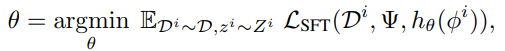 θ = argmin_θ 𝔼_{𝒟^i∼𝒟, z^i∼Z^i} ℒ_SFT(𝒟^i, Ψ, h_θ(ϕ^i)),